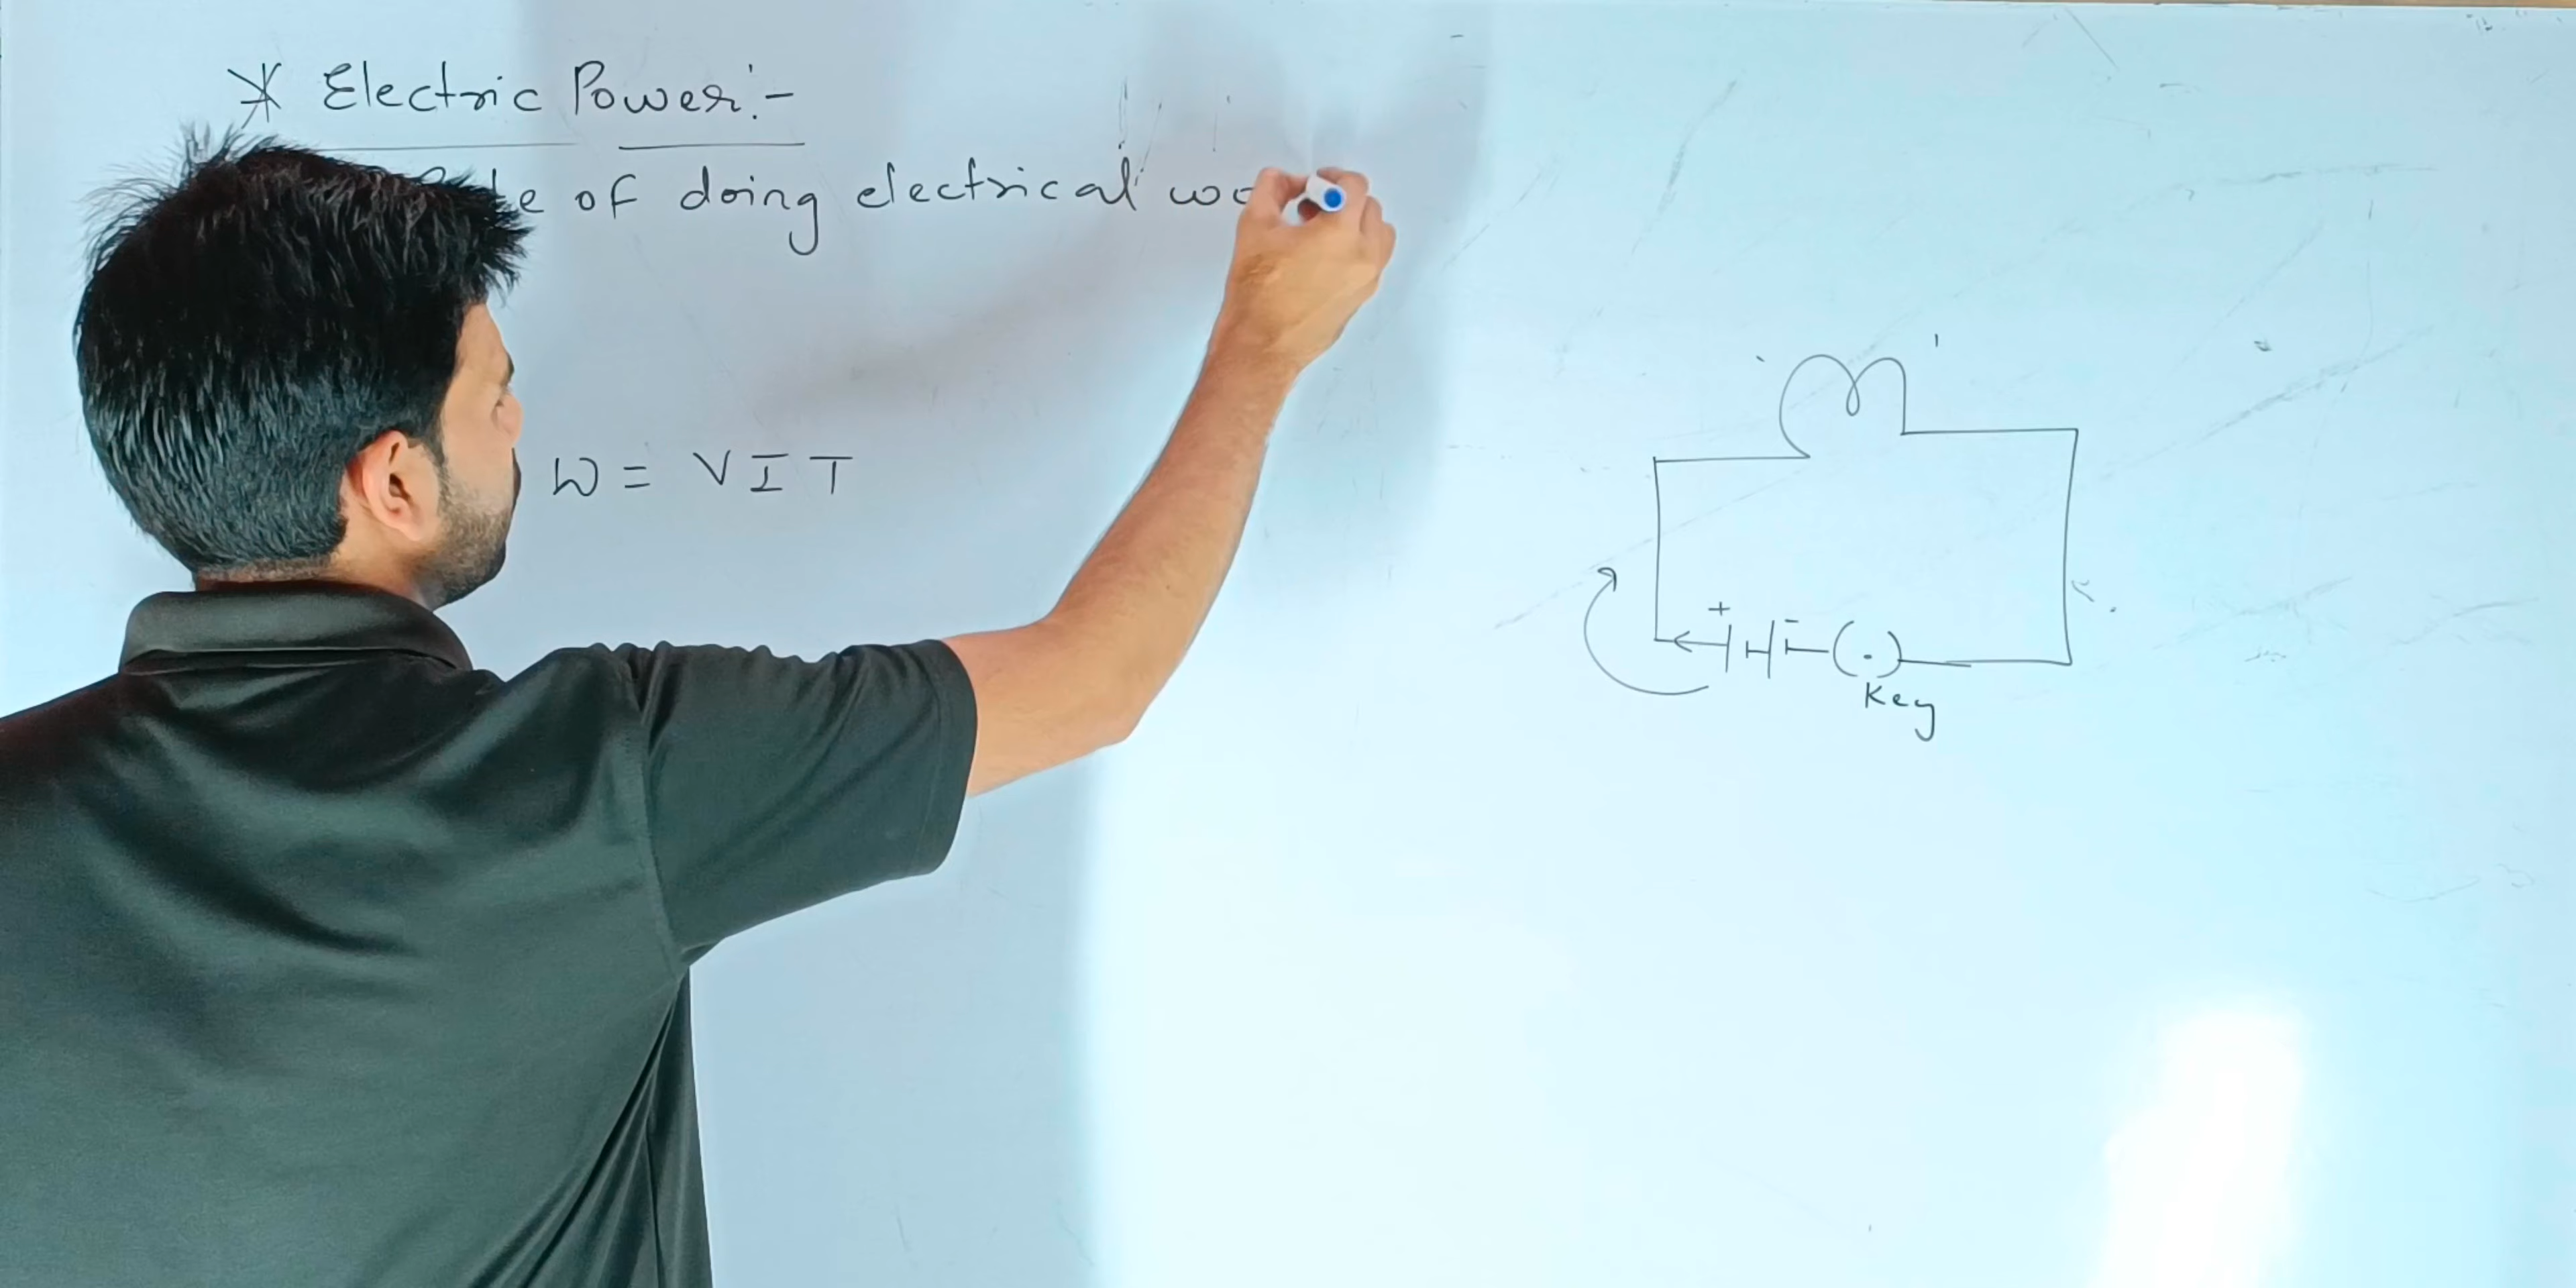 * Electric Power :-
of doing electrical
W = V I T
+ -
Key